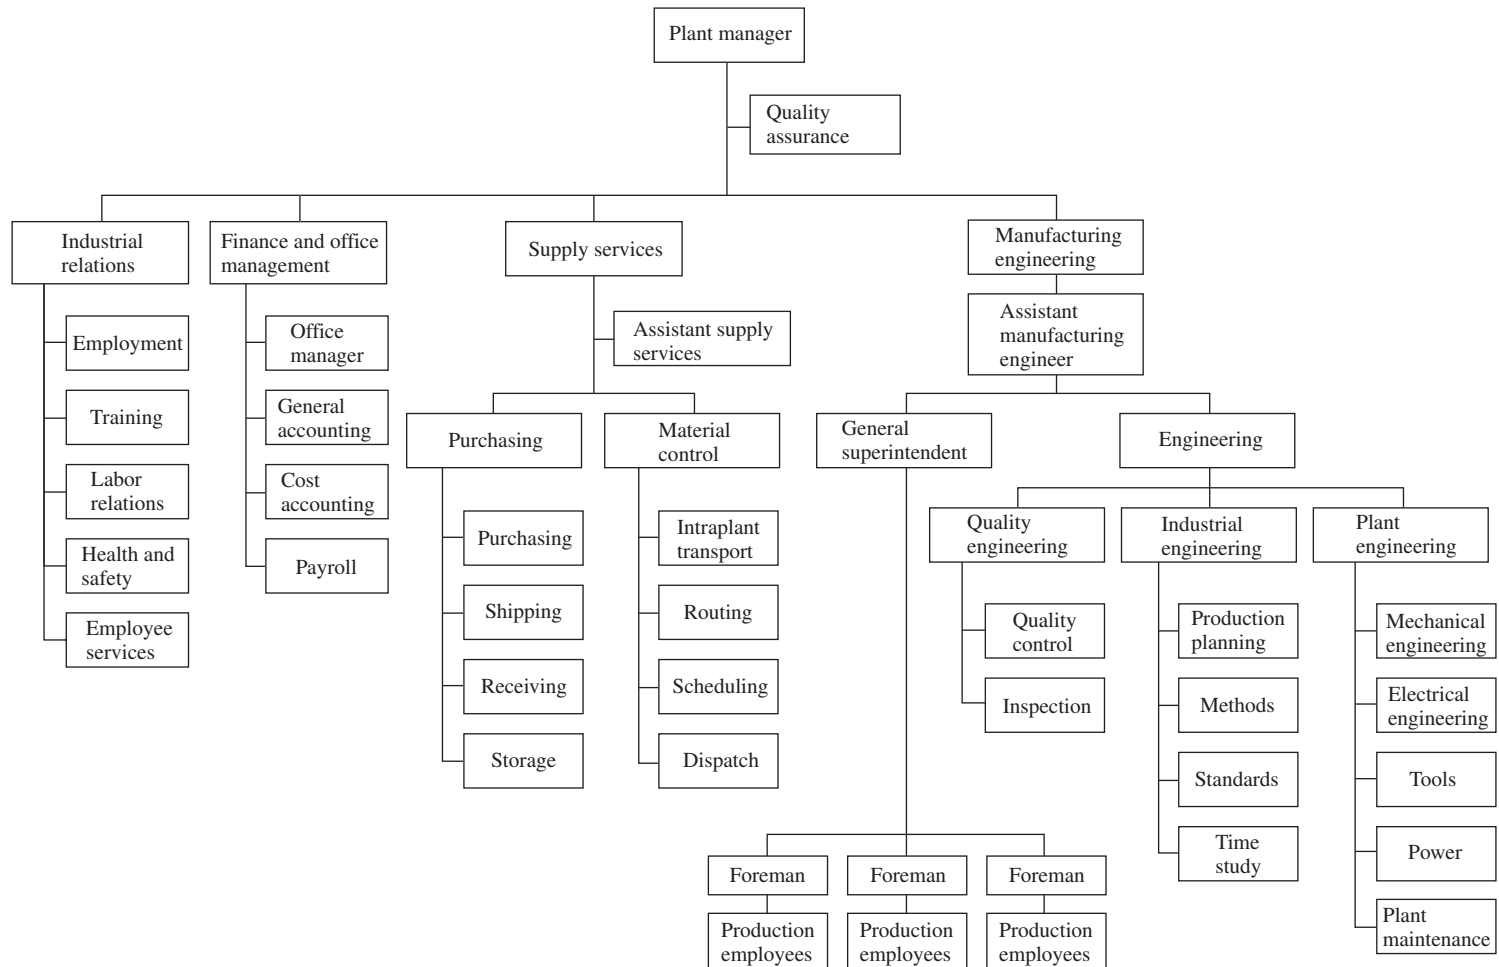 Plant manager
Quality
assurance
Industrial
relations
Finance and office
management
Supply services
Manufacturing
engineering
Employment
Training
Labor
relations
Health and
safety
Employee
services
Office
manager
General
accounting
Cost
accounting
Payroll
Assistant supply
services
Purchasing
Purchasing
Shipping
Receiving
Storage
Material
control
Intraplant
transport
Routing
Scheduling
Dispatch
Assistant
manufacturing
engineer
General
superintendent
Foreman
Production
employees
Foreman
Production
employees
Foreman
Production
employees
Engineering
Quality
engineering
Quality
control
Inspection
Industrial
engineering
Production
planning
Methods
Standards
Time
study
Plant
engineering
Mechanical
engineering
Electrical
engineering
Tools
Power
Plant
maintenance